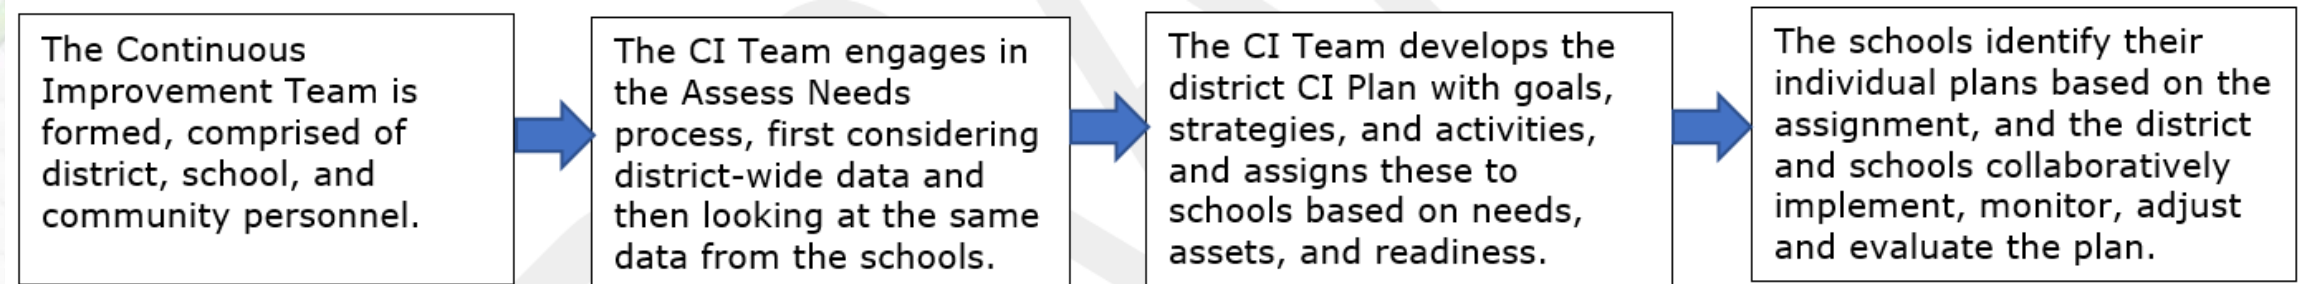 The Continuous
Improvement Team is
formed, comprised of
district, school, and
community personnel.
The CI Team engages in
the Assess Needs
process, first considering
district-wide data and
then looking at the same
data from the schools.
The CI Team develops the
district CI Plan with goals,
strategies, and activities,
and assigns these to
schools based on needs,
assets, and readiness.
The schools identify their
individual plans based on the
assignment, and the district
and schools collaboratively
implement, monitor, adjust
and evaluate the plan.